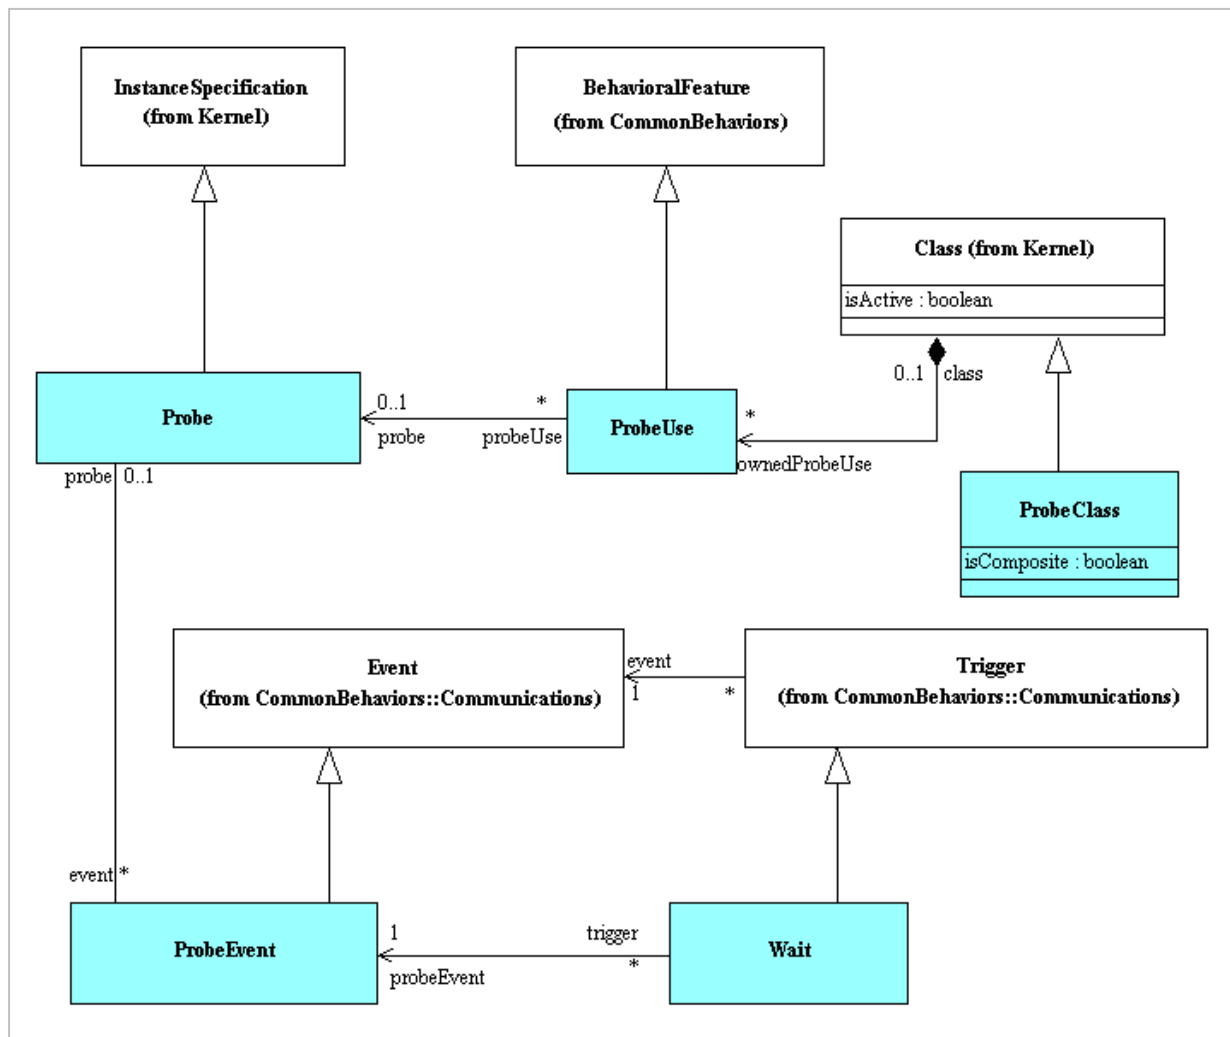 InstanceSpecification
(from Kernel)
BehavioralFeature
(from CommonBehaviors)
Class (from Kernel)
isActive : boolean
0..1
class
Probe
0..1
*
probe
probeUse
ProbeUse
*
ownedProbeUse
probe
0..1
ProbeClass
isComposite : boolean
Event
(from CommonBehaviors::Communications)
event
1
*
Trigger
(from CommonBehaviors::Communications)
event
*
ProbeEvent
1
trigger
probeEvent
*
Wait